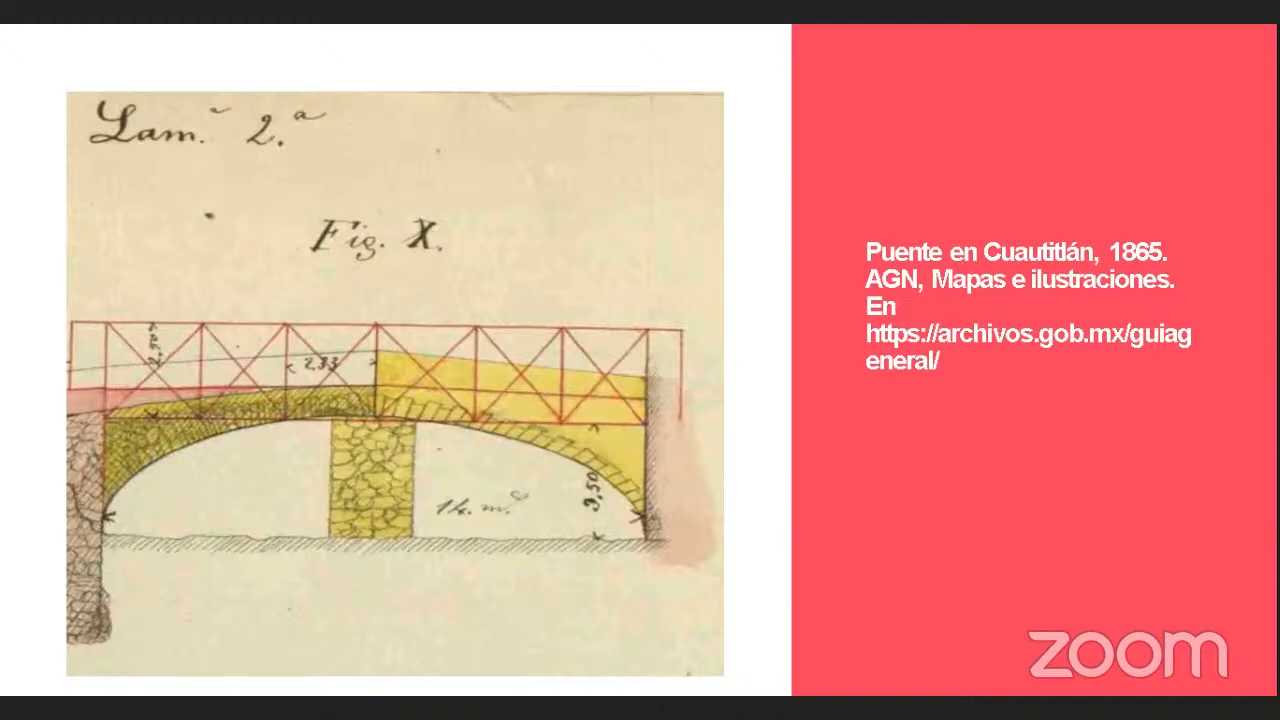 Lam.ª 2.ª
Fig. X.
2,33
3,50
14. m.s
Puente en Cuautitlán, 1865.
AGN, Mapas e ilustraciones.
En
https://archivos.gob.mx/guiag
eneral/
zoom